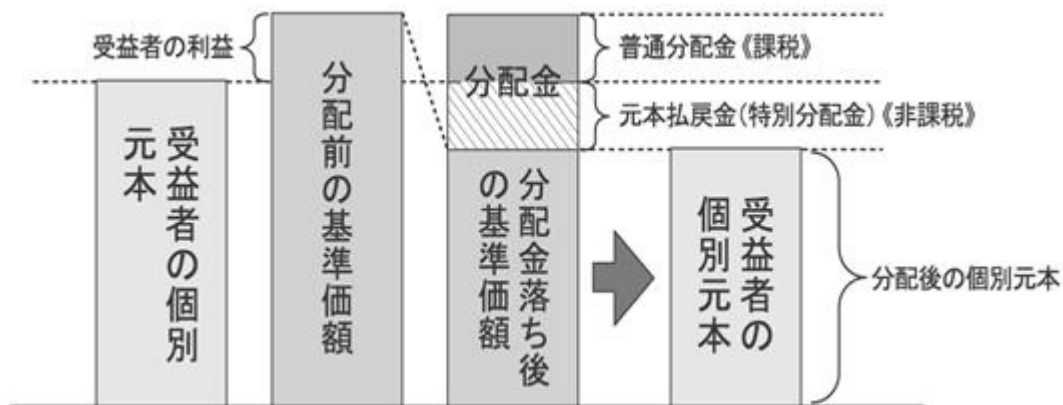 受益者の利益
受益者の個別
元本
分配前の基準価額
分配金
分配金落ち後
の基準価額
普通分配金《課税》
元本払戻金(特別分配金)《非課税》
受益者の
個別元本
分配後の個別元本